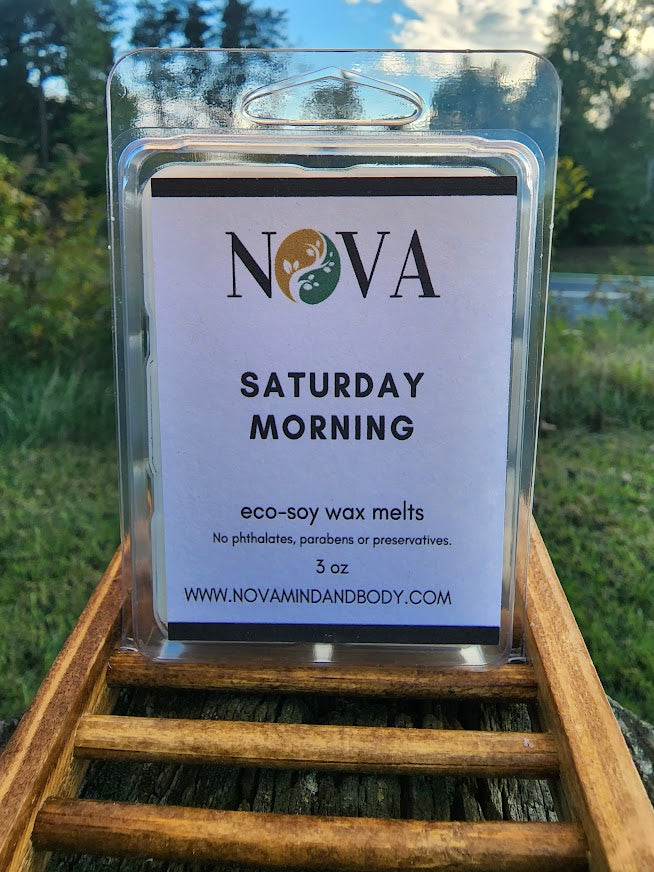 NOVA
SATURDAY
MORNING
eco-soy wax melts
No phthalates, parabens or preservatives.
3 oz
WWW.NOVAMINDANDBODY.COM